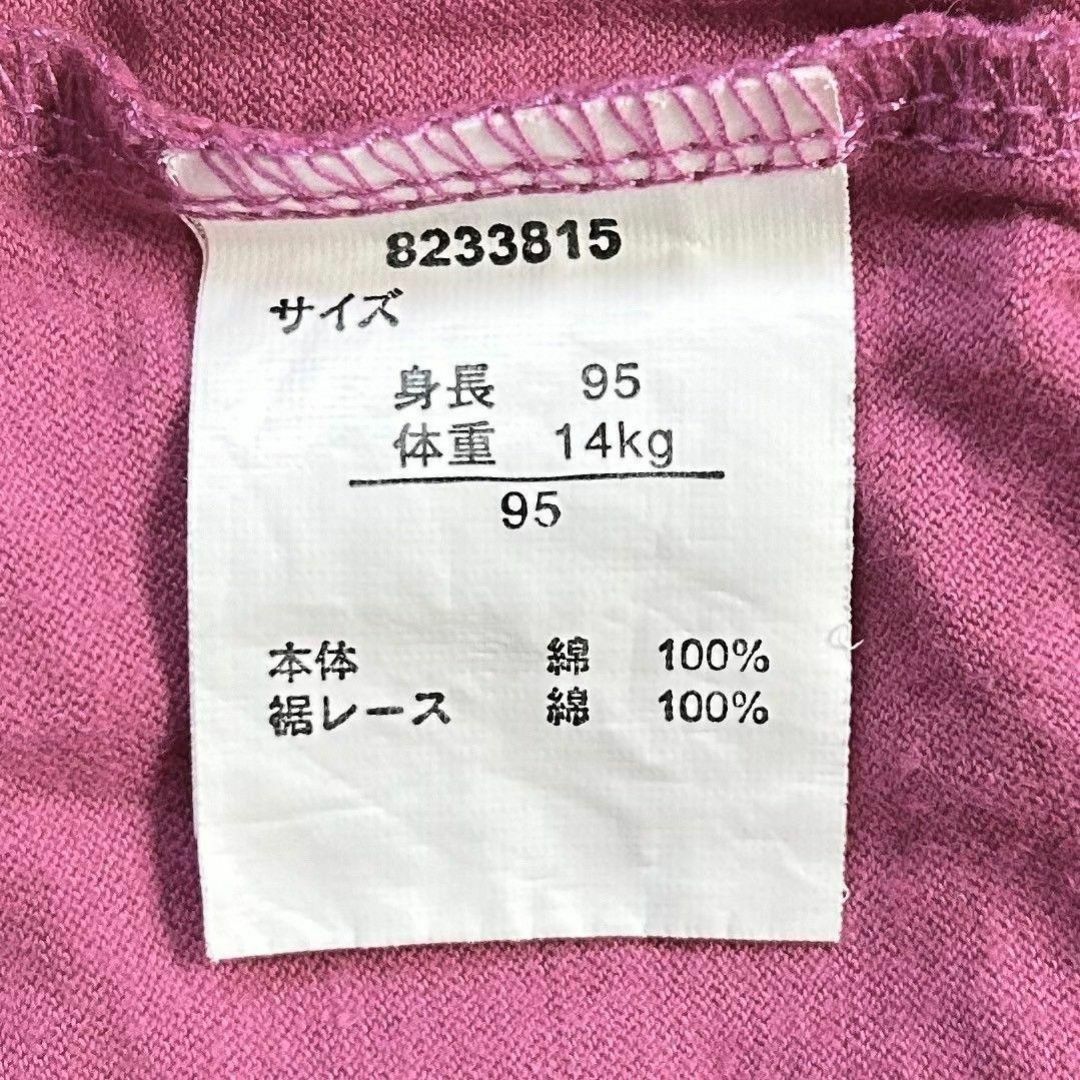 8233815
サイズ
身長 95
体重 14kg
95
本体 綿 100%
裾レース 綿 100%